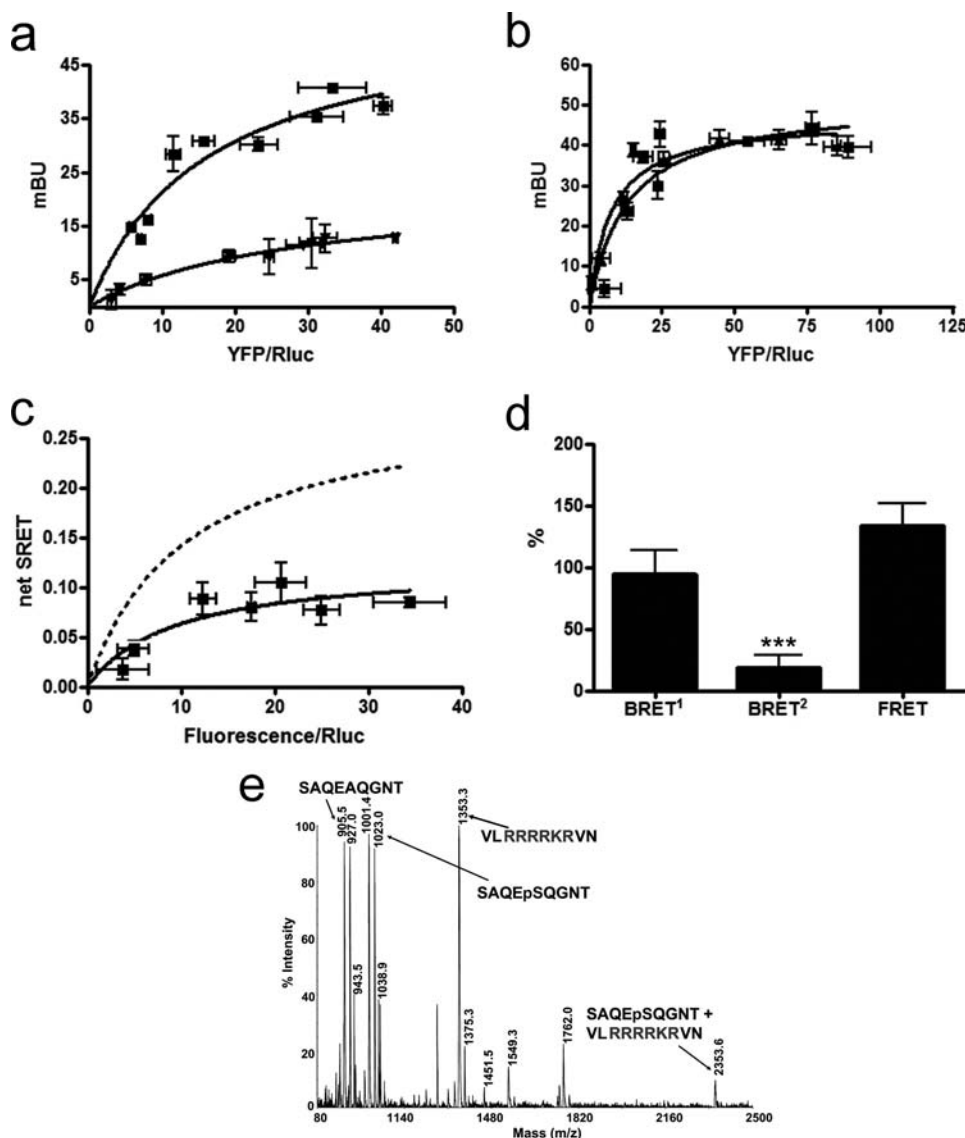 a
45
35
25
15
5
mBU
0 10 20 30 40 50
YFP/Rluc
b
60
50
40
30
20
10
0
mBU
0 25 50 75 100 125
YFP/Rluc
c
0.25
0.20
0.15
0.10
0.05
0.00
net SRET
0 10 20 30 40
Fluorescence/Rluc
d
200
150
100
50
0
%
***
BRET¹ BRET² FRET
e
SAQEAQGNT
905.5
927.0
943.5
1001.4
1023.0
1038.9
1353.3
1375.3
1451.5
1549.3
1762.0
2353.6
VLRRRRKRVN
SAQEpSQGNT
SAQEpSQGNT +
VLRRRRKRVN
100
80
60
40
20
0
% Intensity
80 1140 1480 1820 2160 2500
Mass (m/z)